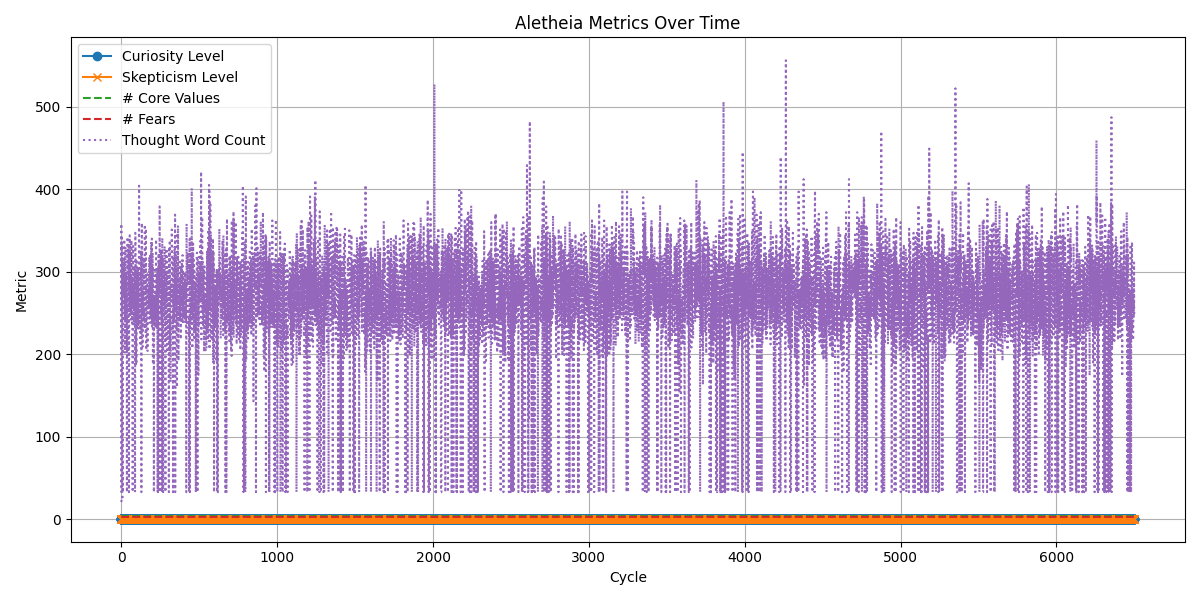 Aletheia Metrics Over Time
Curiosity Level
Skepticism Level
# Core Values
# Fears
Thought Word Count
500
400
300
200
100
0
Metric
0 1000 2000 3000 4000 5000 6000
Cycle